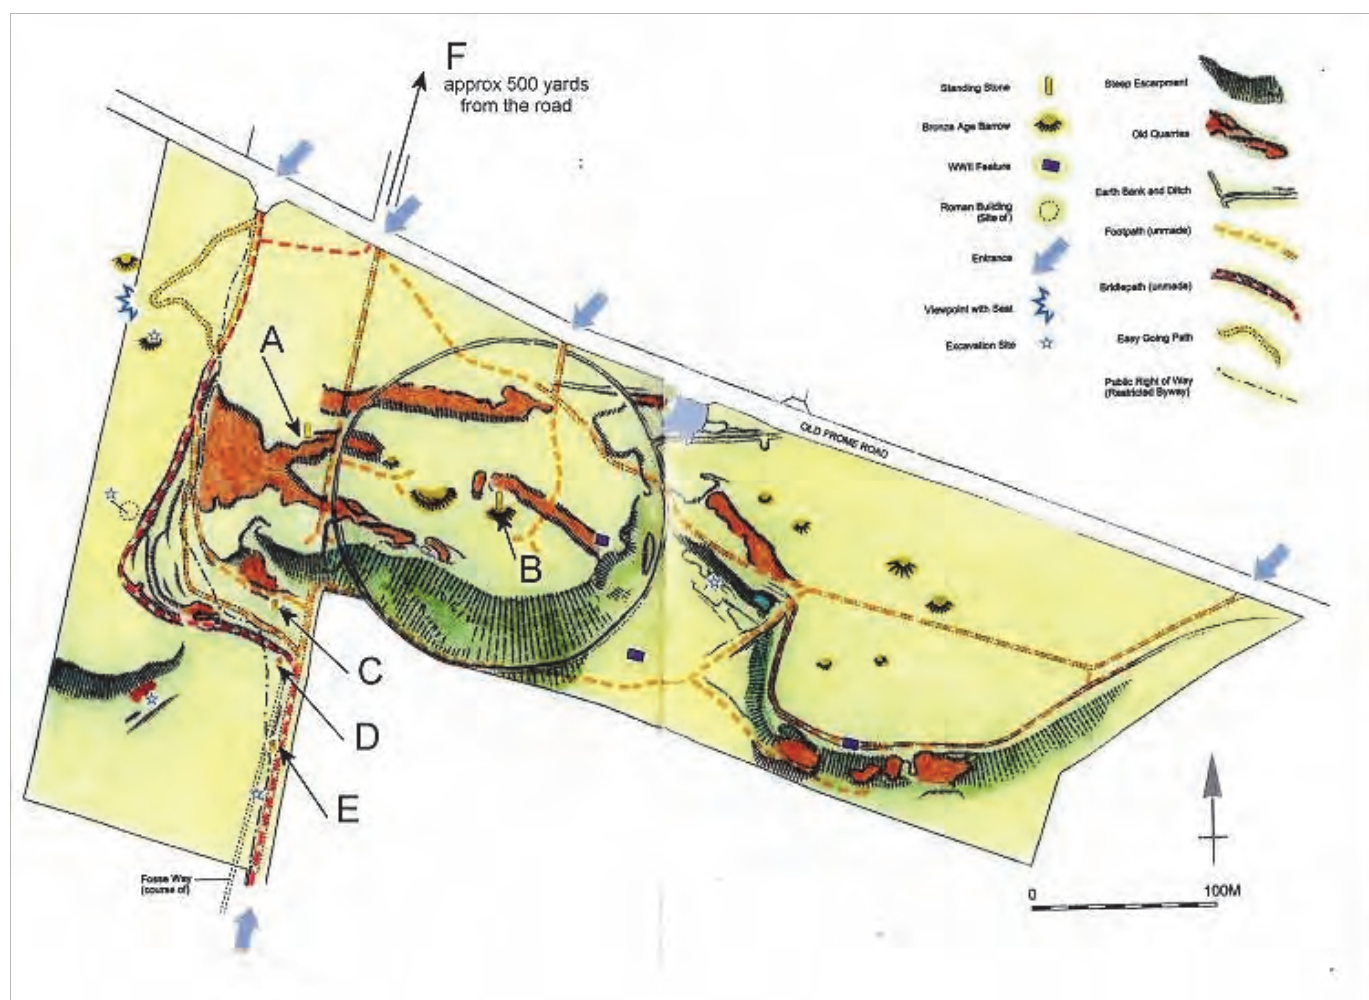 F
approx 500 yards
from the road
Standing Stone
Bronze Age Barrow
WWII Feature
Roman Building
(Site of)
Entrance
Viewpoint with Seat
Excavation Site
Steep Escarpment
Old Quarries
Earth Bank and Ditch
Footpath (unmade)
Bridlepath (unmade)
Easy Going Path
Public Right of Way
(Restricted Byway)
A
OLD FROME ROAD
B
C
D
E
Fosse Way
(course of)
0 100M